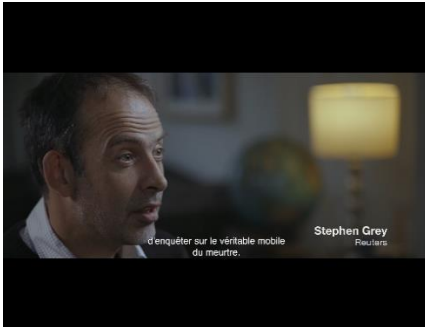 Stephen Grey
Reuters
d'enquêter sur le véritable mobile
du meurtre.